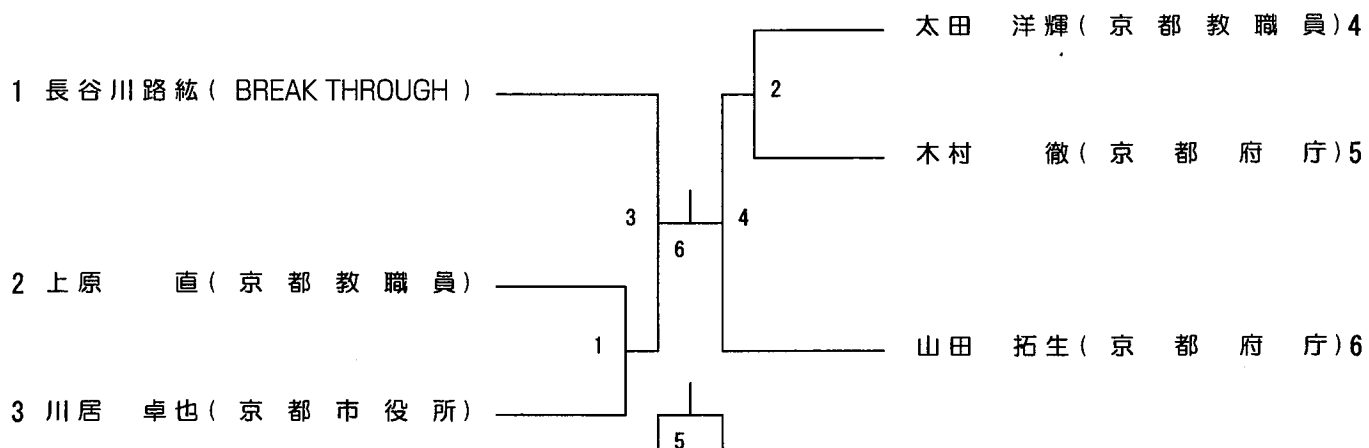 太田 洋輝(京都教職員)4
1 長谷川路紘( BREAK THROUGH )
2
木村 徹(京都府庁)5
3
4
6
2 上原 直(京都教職員)
1
山田 拓生(京都府庁)6
3 川居 卓也(京都市役所)
5